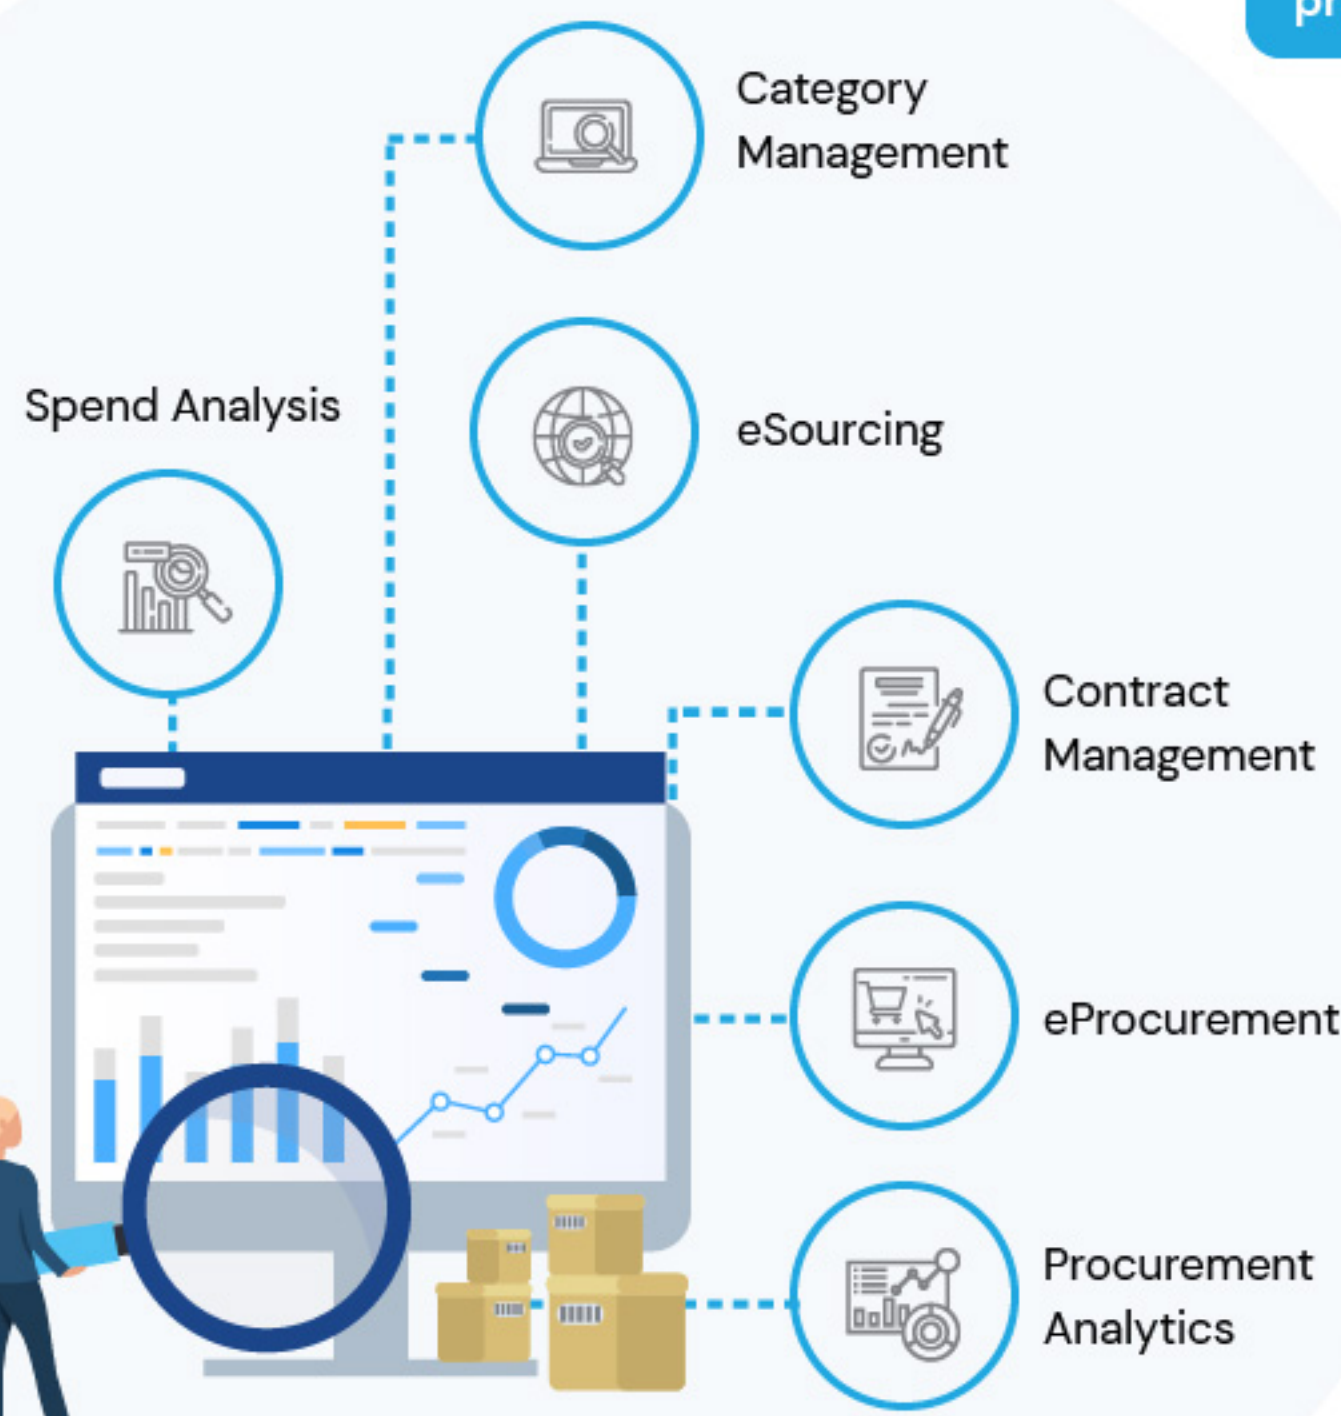 Category
Management
Spend Analysis
eSourcing
Contract
Management
eProcurement
Procurement
Analytics